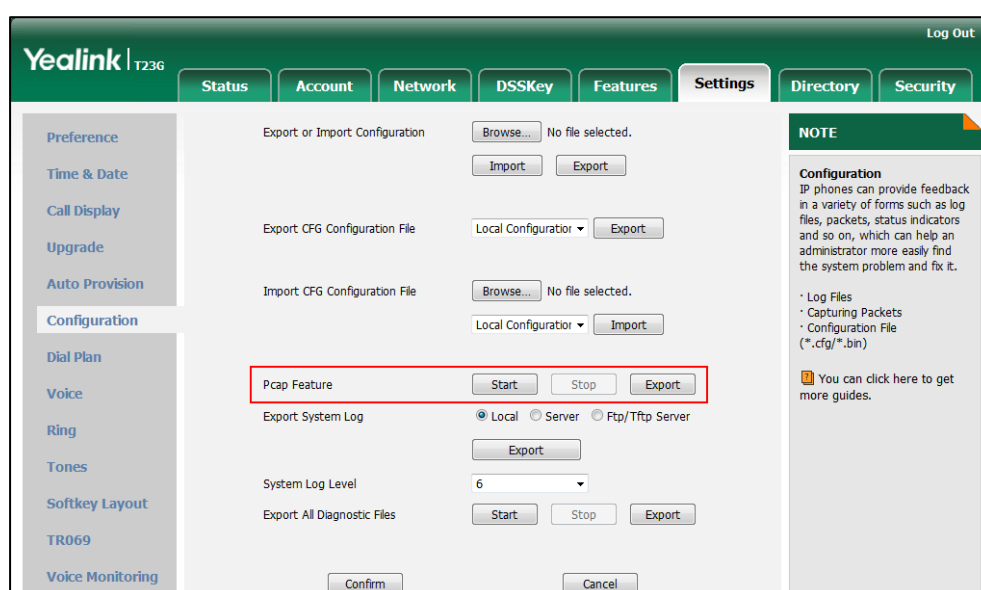 Log Out
Yealink | T23G
Status Account Network DSSKey Features Settings Directory Security
Preference
Time & Date
Call Display
Upgrade
Auto Provision
Configuration
Dial Plan
Voice
Ring
Tones
Softkey Layout
TR069
Voice Monitoring
Export or Import Configuration Browse... No file selected.
Import Export
Export CFG Configuration File Local Configuration Export
Import CFG Configuration File Browse... No file selected.
Local Configuration Import
Pcap Feature Start Stop Export
Export System Log Local Server Ftp/Tftp Server
Export
System Log Level 6
Export All Diagnostic Files Start Stop Export
Confirm Cancel
NOTE
Configuration
IP phones can provide feedback
in a variety of forms such as log
files, packets, status indicators
and so on, which can help an
administrator more easily find
the system problem and fix it.
· Log Files
· Capturing Packets
· Configuration File
(*.cfg/*.bin)
You can click here to get
more guides.